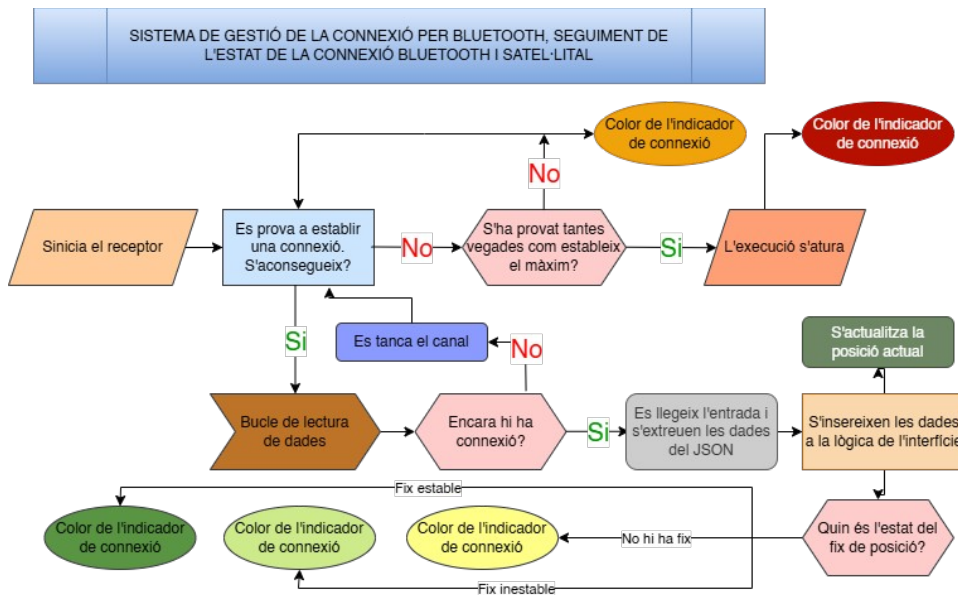 SISTEMA DE GESTIÓ DE LA CONNEXIÓ PER BLUETOOTH, SEGUIMENT DE
L'ESTAT DE LA CONNEXIÓ BLUETOOTH I SATEL·LITAL
Color de l'indicador
de connexió
Color de l'indicador
de connexió
No
Sinicia el receptor
Es prova a establir
una connexió.
S'aconsegueix?
No
S'ha provat tantes
vegades com estableix
el màxim?
Si
L'execució s'atura
Si
Es tanca el canal
No
S'actualitza la
posició actual
Bucle de lectura
de dades
Encara hi ha
connexió?
Si
Es llegeix l'entrada i
s'extreuen les dades
del JSON
S'insereixen les dades
a la lògica de l'interfície
Fix estable
Color de l'indicador
de connexió
Color de l'indicador
de connexió
Color de l'indicador
de connexió
No hi ha fix
Quin és l'estat del
fix de posició?
Fix inestable